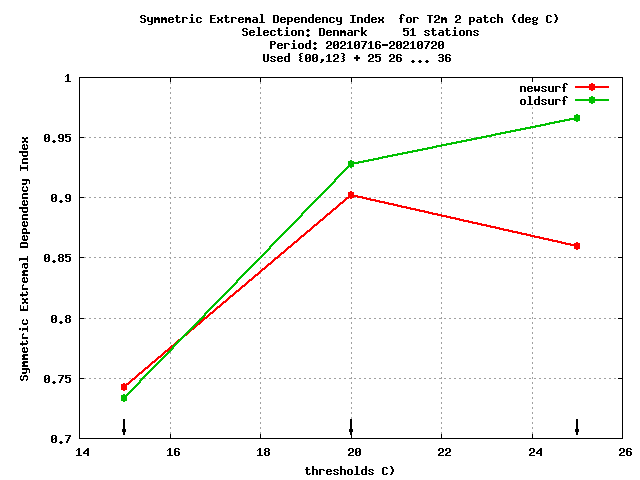 Symmetric Extremal Dependency Index  for T2m 2 patch (deg C)
Selection: Denmark     51 stations
Period: 20210716-20210720
Used {00,12} + 25 26 ... 36
newsurf
oldsurf
Symmetric Extremal Dependency Index
1
0.95
0.9
0.85
0.8
0.75
0.7
14 16 18 20 22 24 26
thresholds C)